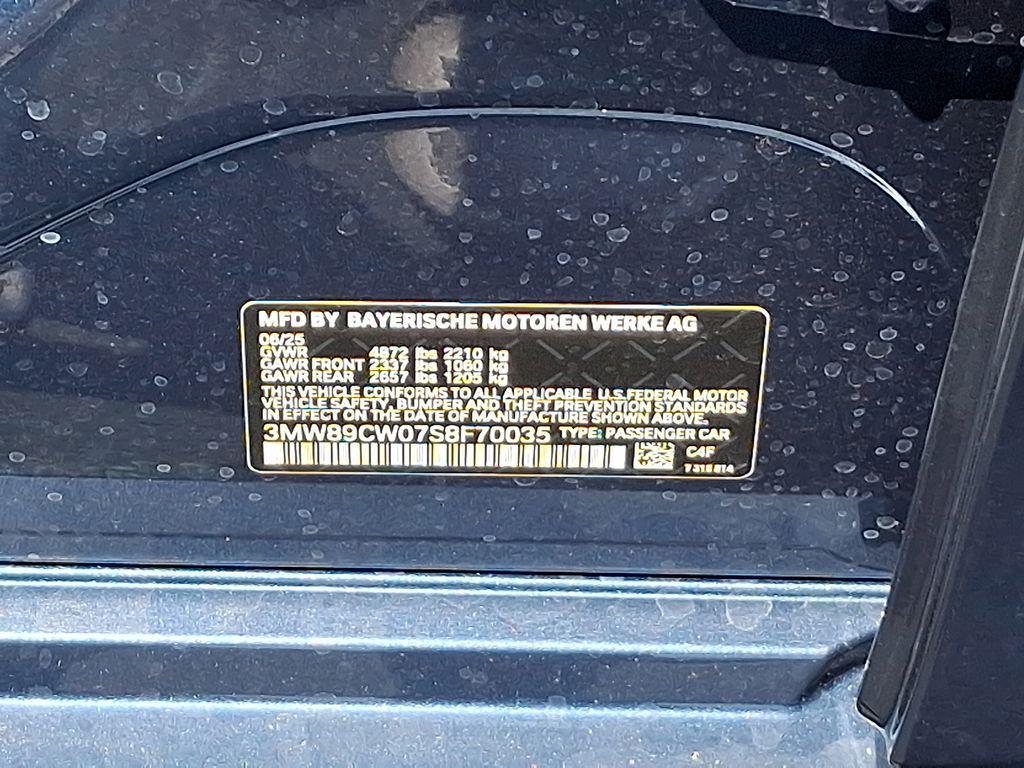 MFD BY BAYERISCHE MOTOREN WERKE AG
06/25
GVWR 4872 lbs 2210 kg
GAWR FRONT 2337 lbs 1060 kg
GAWR REAR 2657 lbs 1205 kg
THIS VEHICLE CONFORMS TO ALL APPLICABLE U.S. FEDERAL MOTOR
VEHICLE SAFETY, BUMPER AND THEFT PREVENTION STANDARDS
IN EFFECT ON THE DATE OF MANUFACTURE SHOWN ABOVE.
3MW89CW07S8F70035 TYPE: PASSENGER CAR
C4F